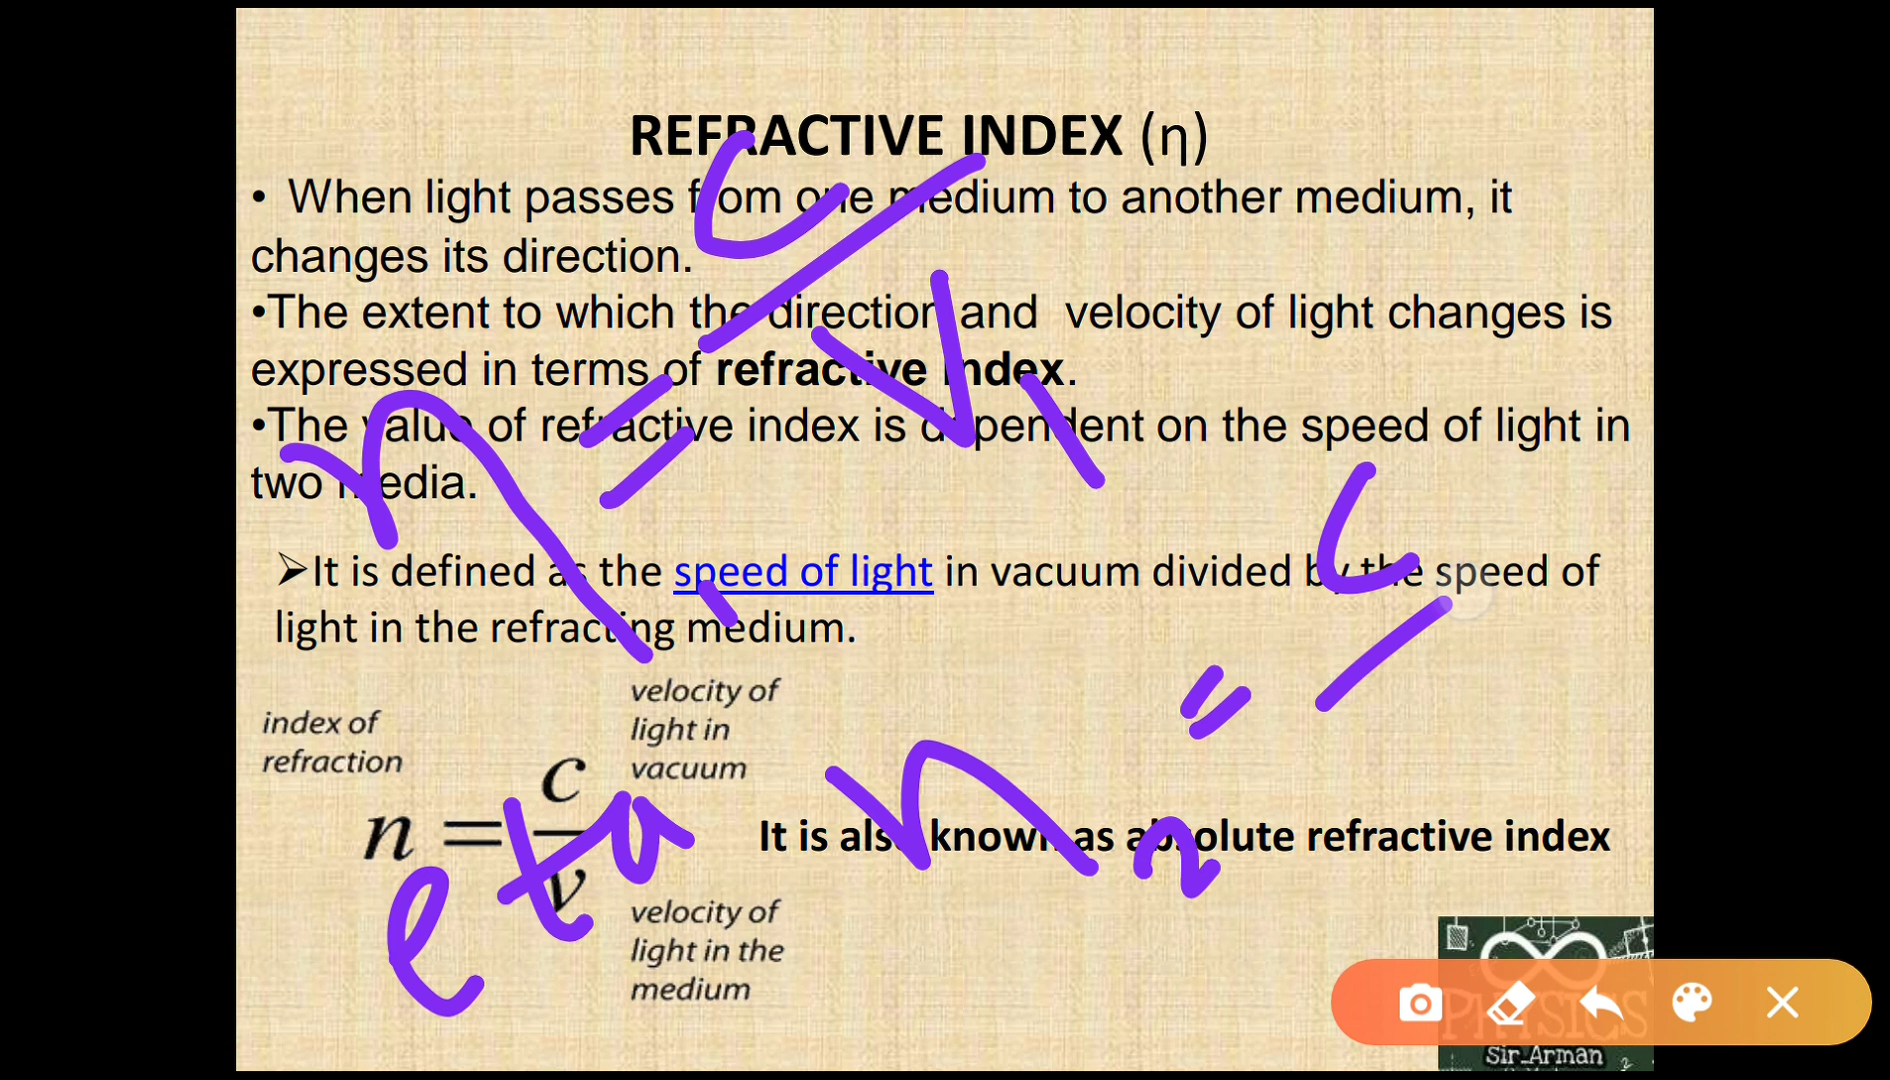 REFRACTIVE INDEX (η)
• When light passes from one medium to another medium, it
changes its direction.
•The extent to which the direction and velocity of light changes is
expressed in terms of refractive index.
•The value of refractive index is dependent on the speed of light in
two media.
➢It is defined as the speed of light in vacuum divided by the speed of
light in the refracting medium.
index of
refraction
velocity of
light in
vacuum
n = c
v
velocity of
light in the
medium
It is also known as absolute refractive index
η₁ = c / v₁
η₂ = c /
eta
PHYSICS
Sir_Arman